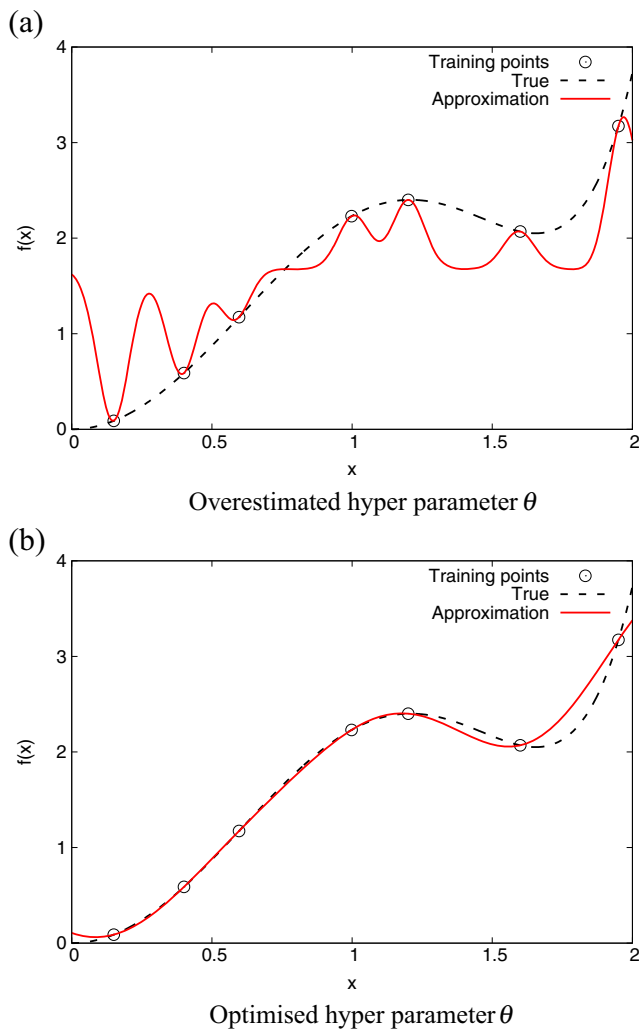 (a)
4
3
2
1
0
f(x)
Training points
True
Approximation
0 0.5 1 1.5 2
x
Overestimated hyper parameter θ
(b)
4
3
2
1
0
f(x)
Training points
True
Approximation
0 0.5 1 1.5 2
x
Optimised hyper parameter θ